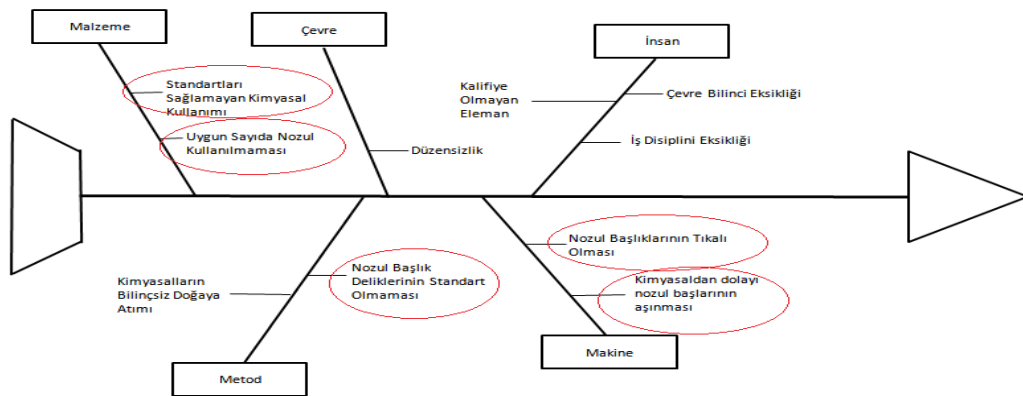 Malzeme
Çevre
İnsan
Standartları
Sağlamayan Kimyasal
Kullanımı
Uygun Sayıda Nozul
Kullanılmaması
Düzensizlik
Kalifiye
Olmayan
Eleman
Çevre Bilinci Eksikliği
İş Disiplini Eksikliği
Kimyasalların
Bilinçsiz Doğaya
Atımı
Nozul Başlık
Deliklerinin Standart
Olmaması
Nozul Başlıklarının Tıkalı
Olması
Kimyasaldan dolayı
nozul başlarının
aşınması
Metod
Makine